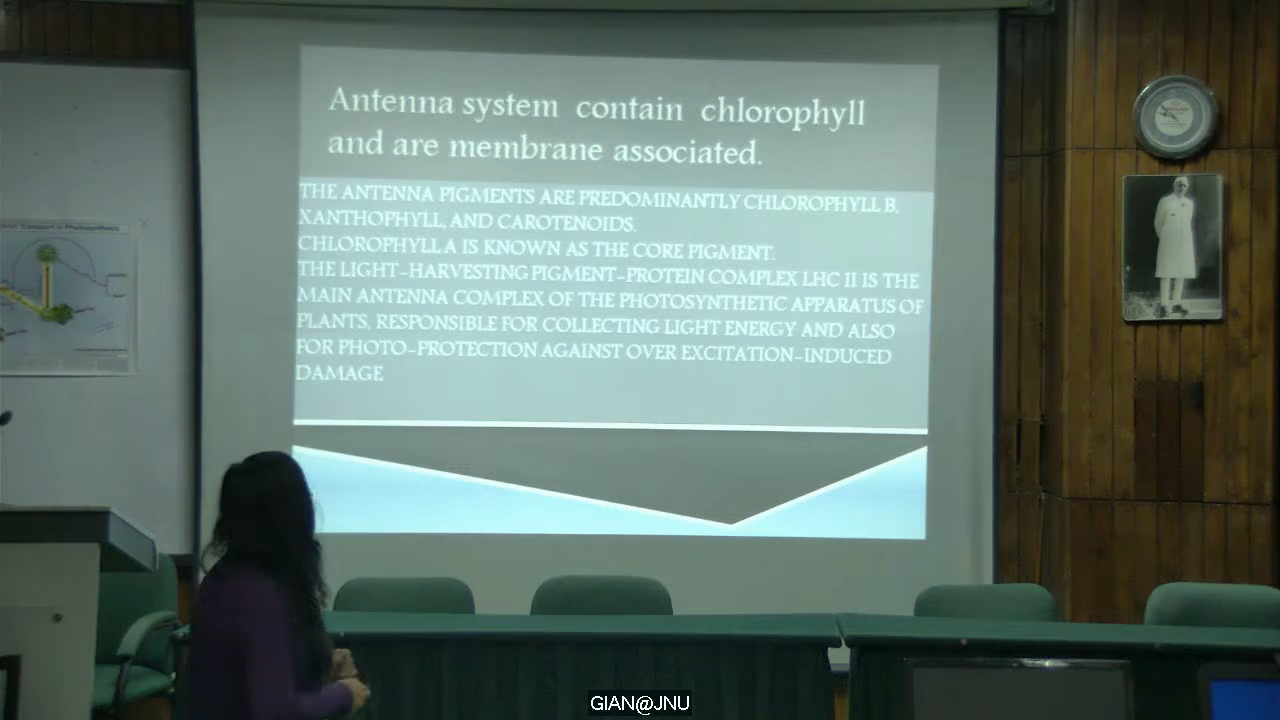 Antenna system contain chlorophyll
and are membrane associated.
THE ANTENNA PIGMENTS ARE PREDOMINANTLY CHLOROPHYLL B,
XANTHOPHYLL, AND CAROTENOIDS.
CHLOROPHYLL A IS KNOWN AS THE CORE PIGMENT.
THE LIGHT-HARVESTING PIGMENT-PROTEIN COMPLEX LHC II IS THE
MAIN ANTENNA COMPLEX OF THE PHOTOSYNTHETIC APPARATUS OF
PLANTS, RESPONSIBLE FOR COLLECTING LIGHT ENERGY AND ALSO
FOR PHOTO-PROTECTION AGAINST OVER EXCITATION-INDUCED
DAMAGE
Transport in Photosynthesis
GIAN@JNU